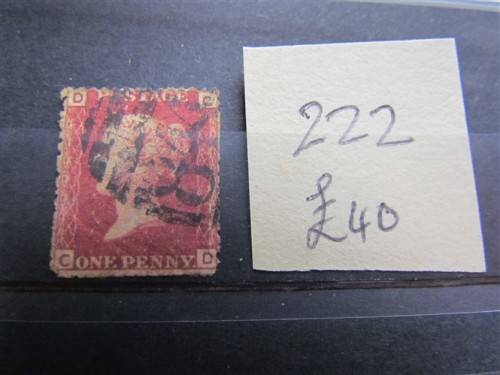 D POSTAGE C
C ONE PENNY D
222
£40